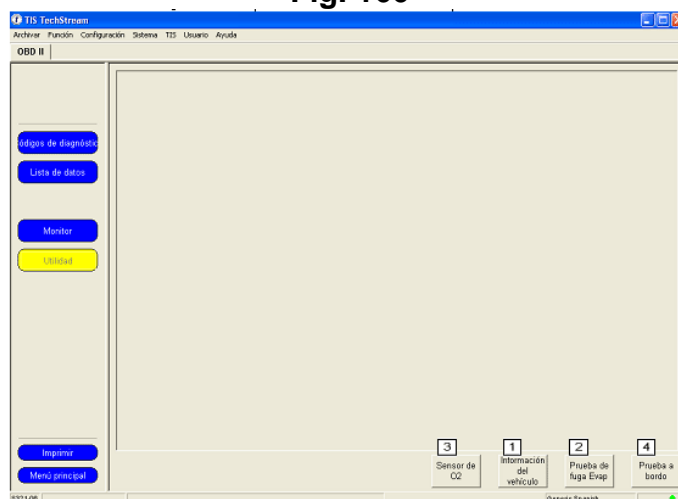 TIS TechStream
Archivar Función Configuración Sistema TIS Usuario Ayuda
OBD II
ódigos de diagnóstic
Lista de datos
Monitor
Utilidad
Imprimir
Menú principal
3
Sensor de
O2
1
Información
del
vehículo
2
Prueba de
fuga Evap
4
Prueba a
bordo